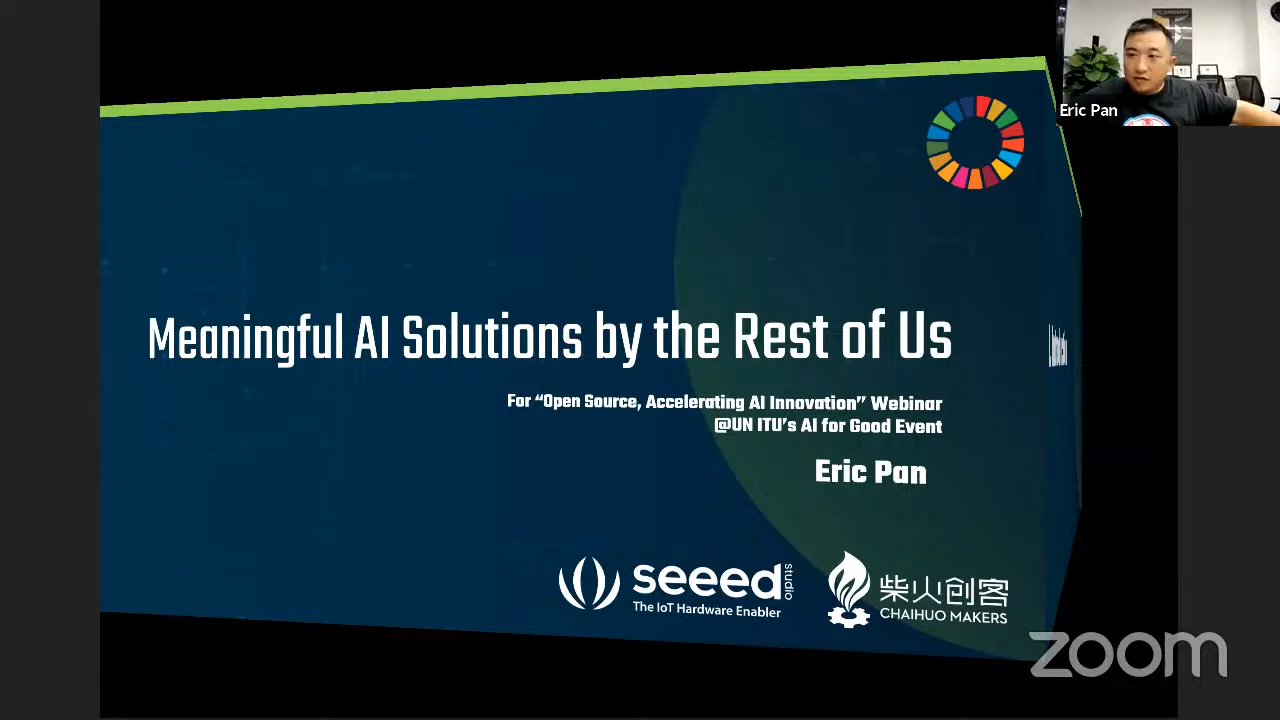 Eric Pan
Meaningful AI Solutions by the Rest of Us
For “Open Source, Accelerating AI Innovation” Webinar
@UN ITU’s AI for Good Event
Eric Pan
seeed studio
The IoT Hardware Enabler
柴火创客
CHAIHUO MAKERS
zoom